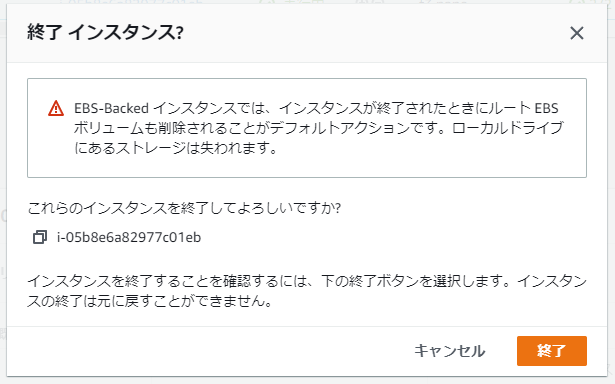 終了 インスタンス?
EBS-Backed インスタンスでは、インスタンスが終了されたときにルート EBS
ボリュームも削除されることがデフォルトアクションです。ローカルドライブ
にあるストレージは失われます。
これらのインスタンスを終了してよろしいですか?
i-05b8e6a82977c01eb
インスタンスを終了することを確認するには、下の終了ボタンを選択します。インスタン
スの終了は元に戻すことができません。
キャンセル
終了